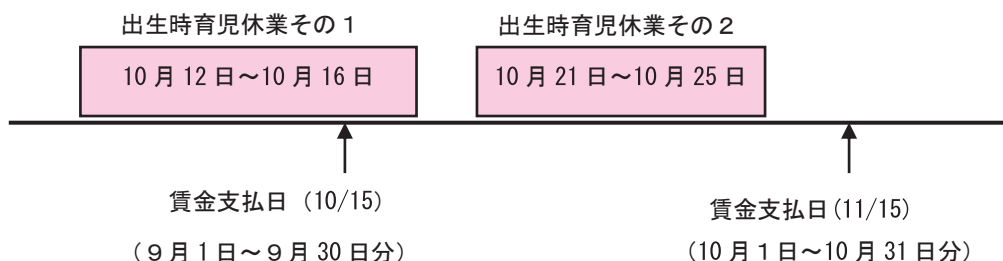 出生時育児休業その１
出生時育児休業その２
10 月 12 日～10 月 16 日
10 月 21 日～10 月 25 日
賃金支払日（10/15）
賃金支払日(11/15)
（９月１日～９月 30 日分）
（10 月１日～10 月 31 日分）